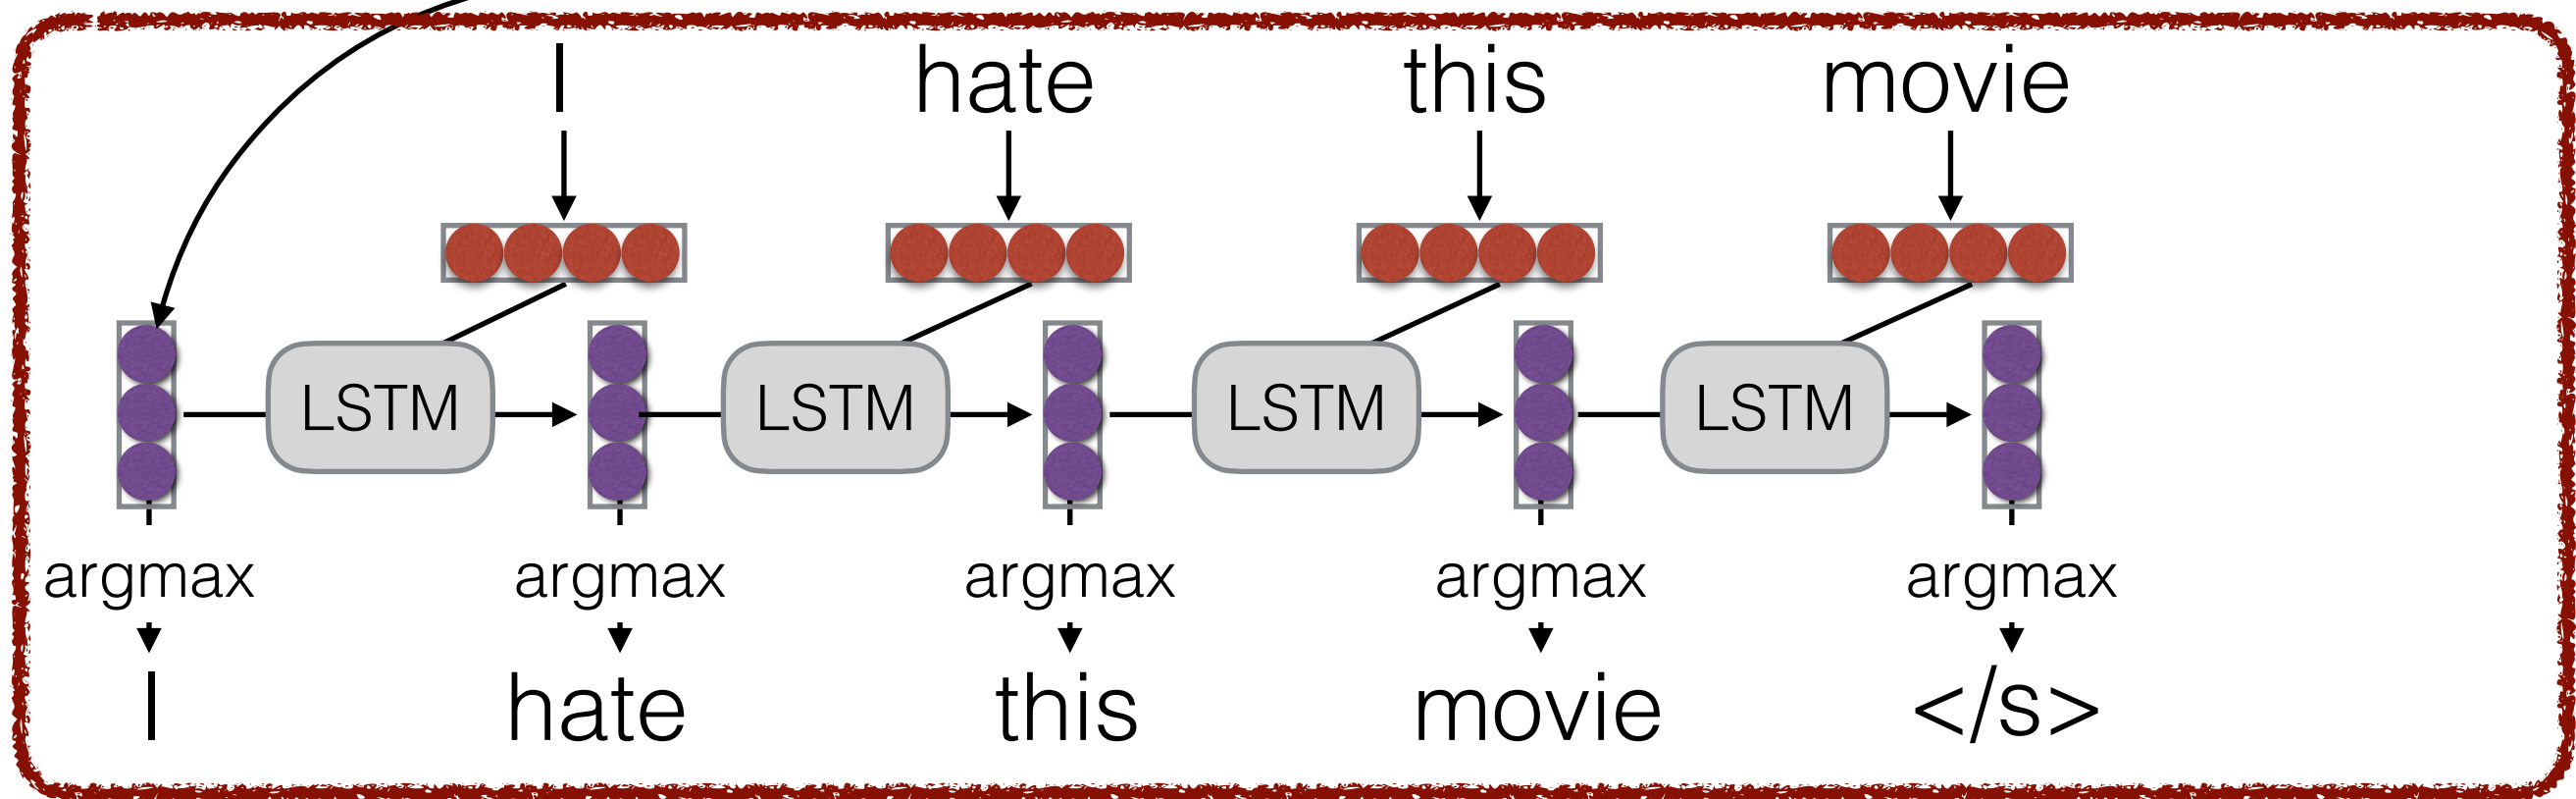 I hate this movie
LSTM LSTM LSTM LSTM
argmax argmax argmax argmax argmax
I hate this movie </s>